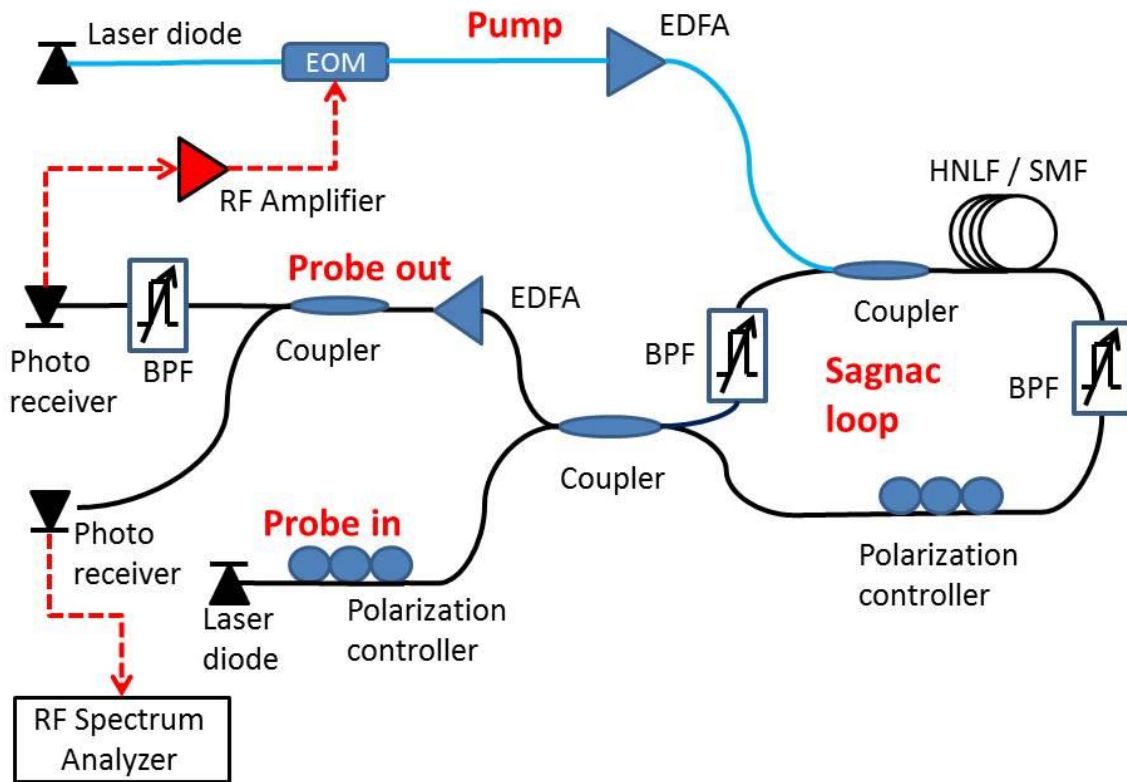 Laser diode
EOM
Pump
EDFA
RF Amplifier
HNLF / SMF
Probe out
EDFA
Coupler
Photo
receiver
BPF
Coupler
BPF
Sagnac
loop
BPF
Coupler
Photo
receiver
Probe in
Laser
diode
Polarization
controller
Polarization
controller
RF Spectrum
Analyzer